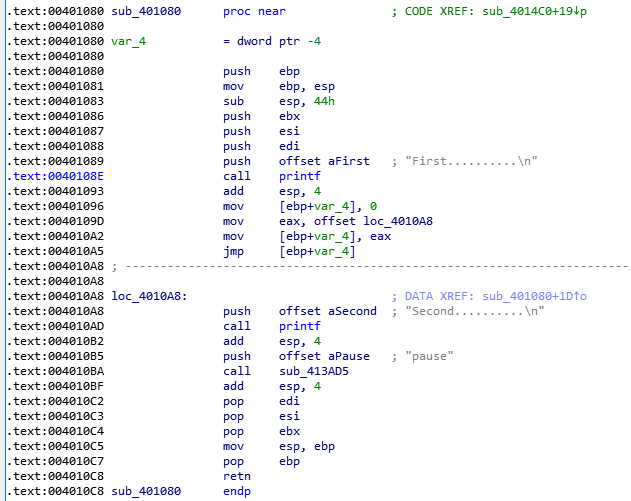 .text:00401080 sub_401080 proc near ; CODE XREF: sub_4014C0+19↓p
.text:00401080
.text:00401080 var_4 = dword ptr -4
.text:00401080
.text:00401080 push ebp
.text:00401081 mov ebp, esp
.text:00401083 sub esp, 44h
.text:00401086 push ebx
.text:00401087 push esi
.text:00401088 push edi
.text:00401089 push offset aFirst ; "First..........\n"
.text:0040108E call printf
.text:00401093 add esp, 4
.text:00401096 mov [ebp+var_4], 0
.text:0040109D mov eax, offset loc_4010A8
.text:004010A2 mov [ebp+var_4], eax
.text:004010A5 jmp [ebp+var_4]
.text:004010A8 ; ---------------------------------------------------------------------------
.text:004010A8
.text:004010A8 loc_4010A8: ; DATA XREF: sub_401080+1D↑o
.text:004010A8 push offset aSecond ; "Second..........\n"
.text:004010AD call printf
.text:004010B2 add esp, 4
.text:004010B5 push offset aPause ; "pause"
.text:004010BA call sub_413AD5
.text:004010BF add esp, 4
.text:004010C2 pop edi
.text:004010C3 pop esi
.text:004010C4 pop ebx
.text:004010C5 mov esp, ebp
.text:004010C7 pop ebp
.text:004010C8 retn
.text:004010C8 sub_401080 endp